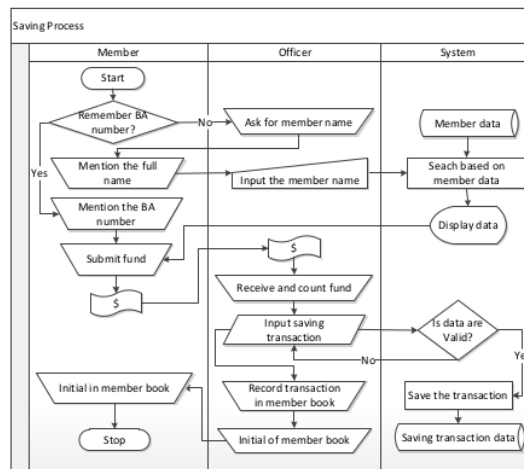 Saving Process
Member
Officer
System
Start
Remember BA
number?
No
Ask for member name
Member data
Yes
Mention the full
name
Input the member name
Seach based on
member data
Mention the BA
number
Display data
Submit fund
$
$
Receive and count fund
Input saving
transaction
Is data are
Valid?
No
Ye
Initial in member book
Record transaction
in member book
Save the transaction
Stop
Initial of member book
Saving transaction data